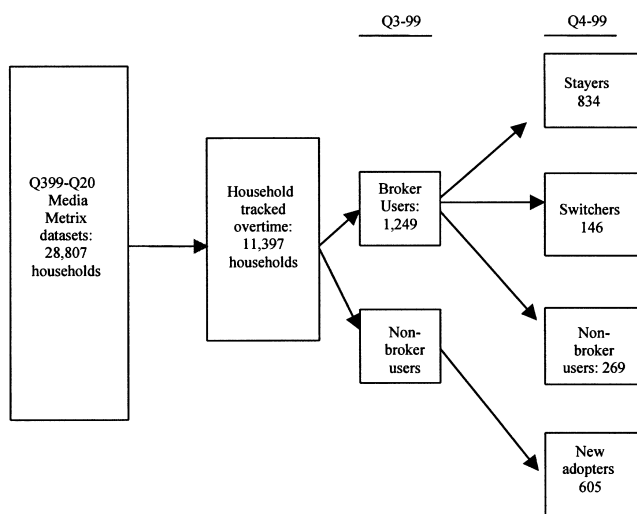 Q3-99
Q4-99
Q399-Q20
Media
Metrix
datasets:
28,807
households
Household
tracked
overtime:
11,397
households
Broker
Users:
1,249
Non-
broker
users
Stayers
834
Switchers
146
Non-
broker
users: 269
New
adopters
605